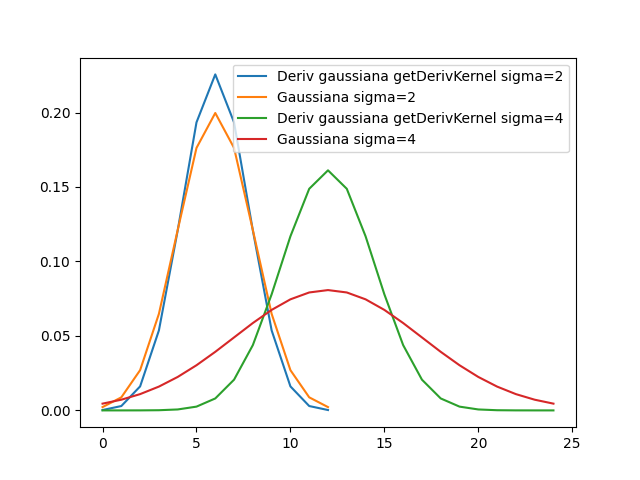 Deriv gaussiana getDerivKernel sigma=2
Gaussiana sigma=2
Deriv gaussiana getDerivKernel sigma=4
Gaussiana sigma=4
0.20
0.15
0.10
0.05
0.00
0 5 10 15 20 25